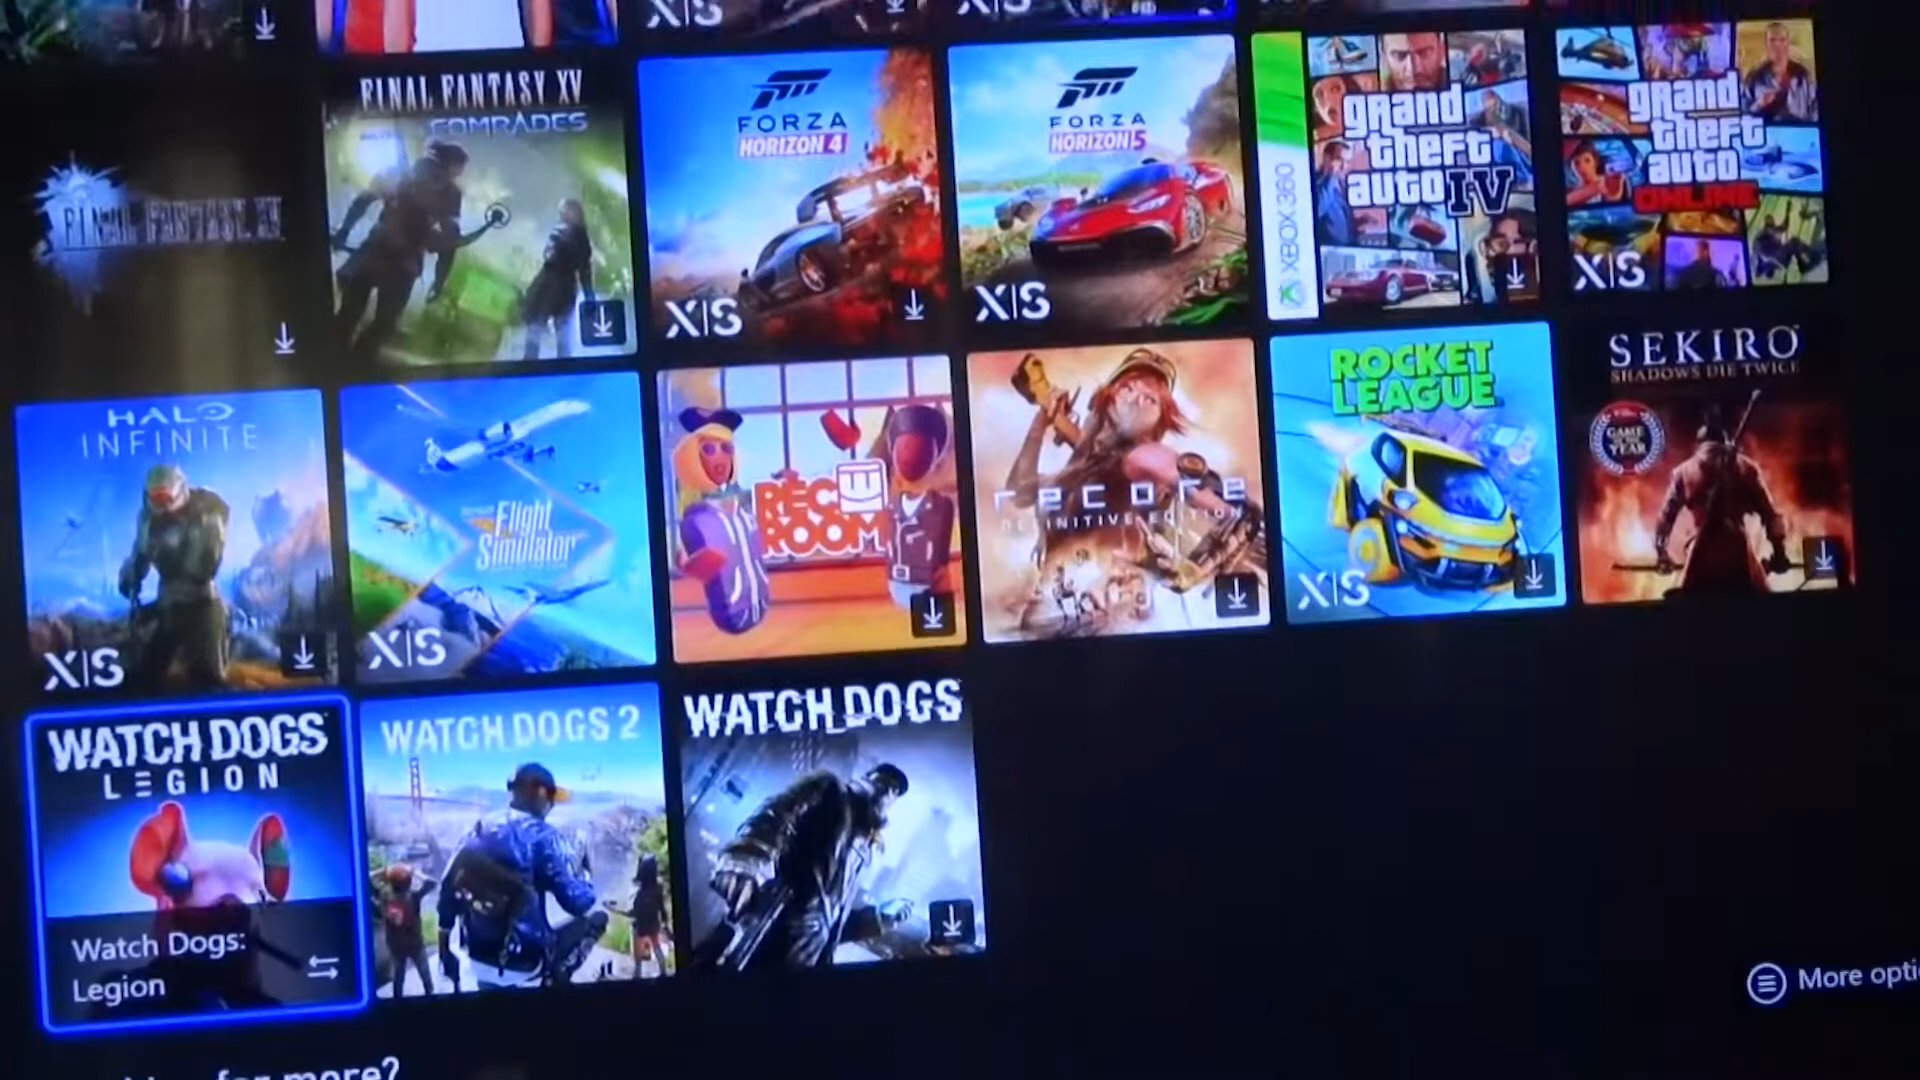 X|S
X|S
FINAL FANTASY XV
FINAL FANTASY XV
COMRADES
FORZA
HORIZON 4
X|S
FORZA
HORIZON 5
X|S
XBOX 360
grand
theft
auto IV
grand
theft
auto
ONLINE
X|S
HALO
INFINITE
X|S
Flight
Simulator
X|S
REC
ROOM
recore
DEFINITIVE EDITION
ROCKET
LEAGUE
X|S
SEKIRO
SHADOWS DIE TWICE
GAME
OF THE
YEAR
WATCH DOGS
LEGION
Watch Dogs:
Legion
WATCH DOGS 2
WATCH DOGS
More opti
for more?